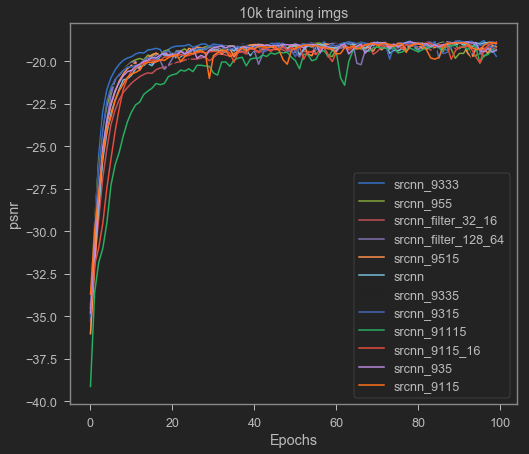 10k training imgs
psnr
−20.0
−22.5
−25.0
−27.5
−30.0
−32.5
−35.0
−37.5
−40.0
srcnn_9333
srcnn_955
srcnn_filter_32_16
srcnn_filter_128_64
srcnn_9515
srcnn
srcnn_9335
srcnn_9315
srcnn_91115
srcnn_9115_16
srcnn_935
srcnn_9115
0 20 40 60 80 100
Epochs